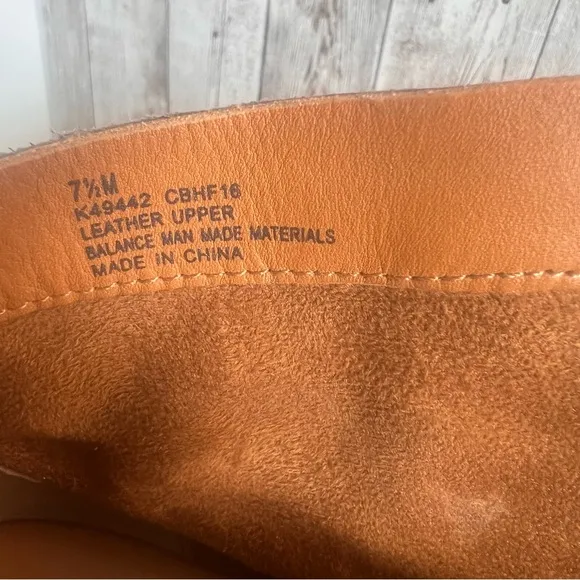 7½M
K49442 CBHF16
LEATHER UPPER
BALANCE MAN MADE MATERIALS
MADE IN CHINA